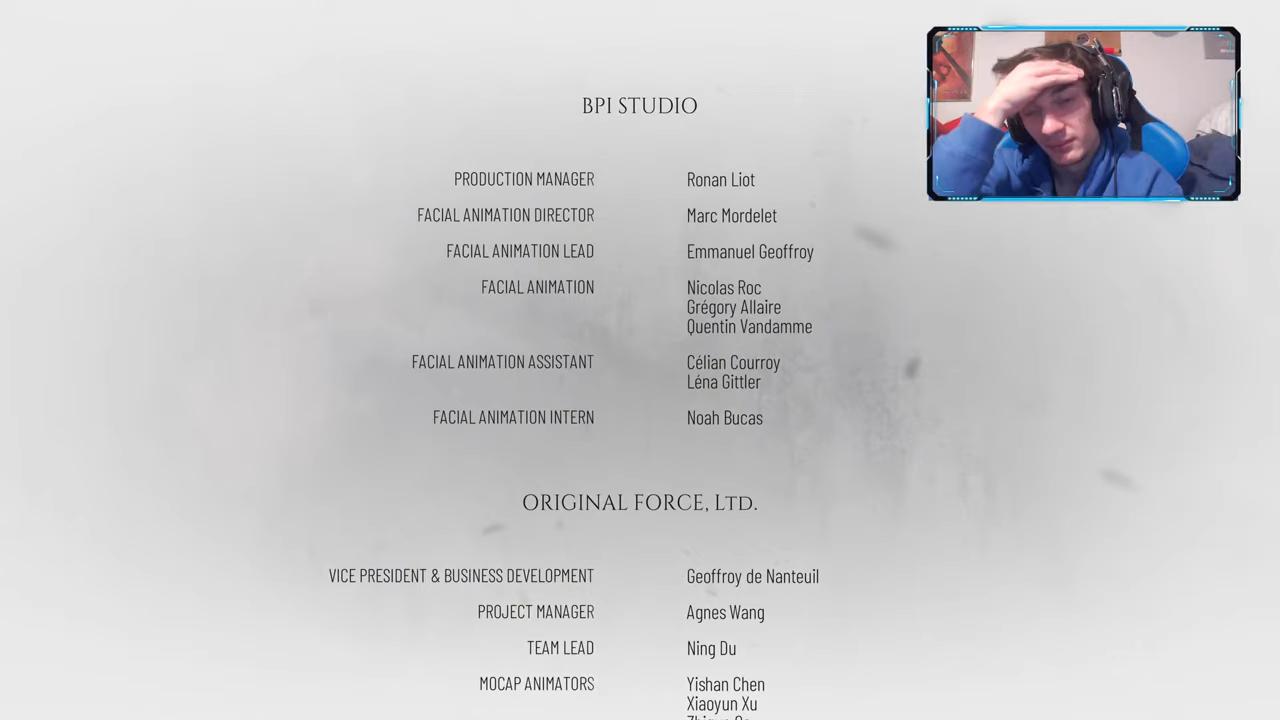 BPI STUDIO
PRODUCTION MANAGER Ronan Liot
FACIAL ANIMATION DIRECTOR Marc Mordelet
FACIAL ANIMATION LEAD Emmanuel Geoffroy
FACIAL ANIMATION Nicolas Roc
Grégory Allaire
Quentin Vandamme
FACIAL ANIMATION ASSISTANT Célian Courroy
Léna Gittler
FACIAL ANIMATION INTERN Noah Bucas
ORIGINAL FORCE, LTD.
VICE PRESIDENT & BUSINESS DEVELOPMENT Geoffroy de Nanteuil
PROJECT MANAGER Agnes Wang
TEAM LEAD Ning Du
MOCAP ANIMATORS Yishan Chen
Xiaoyun Xu